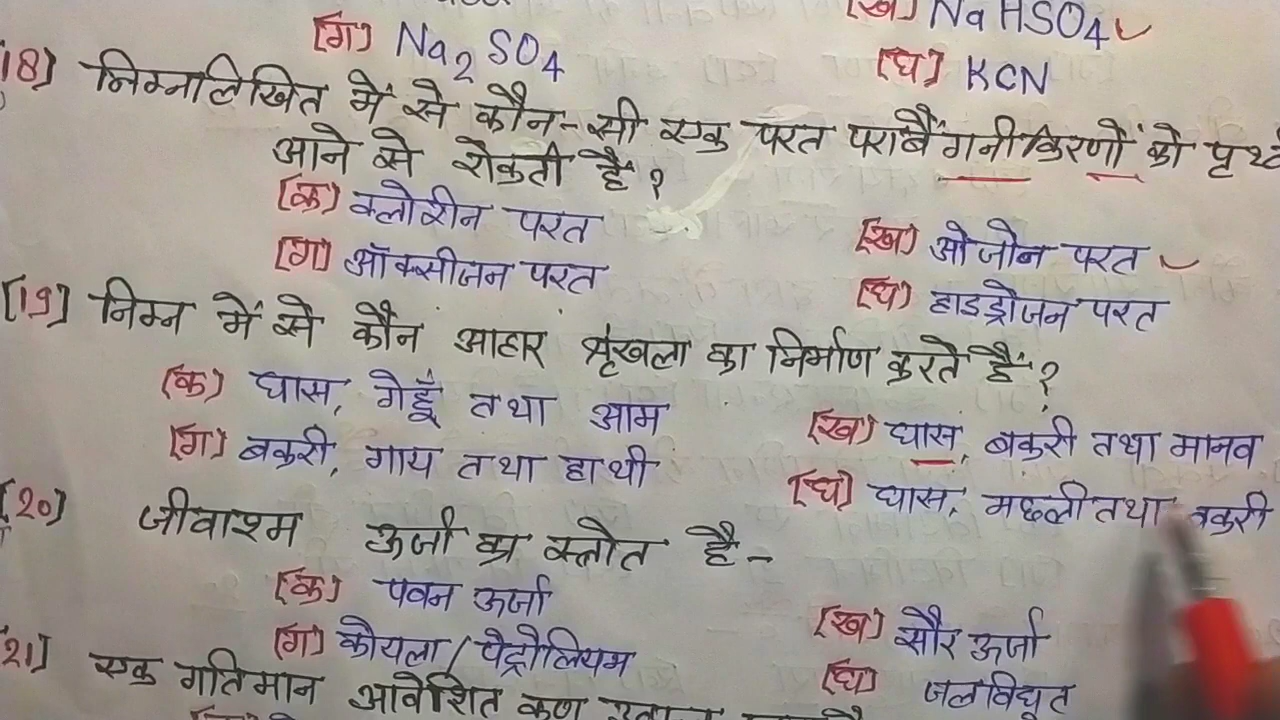 (ख) NaHSO4
(ग) Na2SO4
(घ) KCN
18) निम्नलिखित में से कौन-सी एक परत पराबैंगनी किरणों को
आने से रोकती है?
(क) क्लोरीन परत
(ख) ओजोन परत
(ग) ऑक्सीजन परत
(घ) हाइड्रोजन परत
[19] निम्न में से कौन आहार श्रृंखला का निर्माण करते हैं?
(क) घास, गेहूँ तथा आम
(ख) घास, बकरी तथा मानव
(ग) बकरी, गाय तथा हाथी
(घ) घास, मछली तथा बकरी
[20] जीवाश्म ऊर्जा का स्त्रोत है-
(क) पवन ऊर्जा
(ख) सौर ऊर्जा
(ग) कोयला/पेट्रोलियम
(घ) जलविद्युत
21] एक गतिमान आवेशित कण